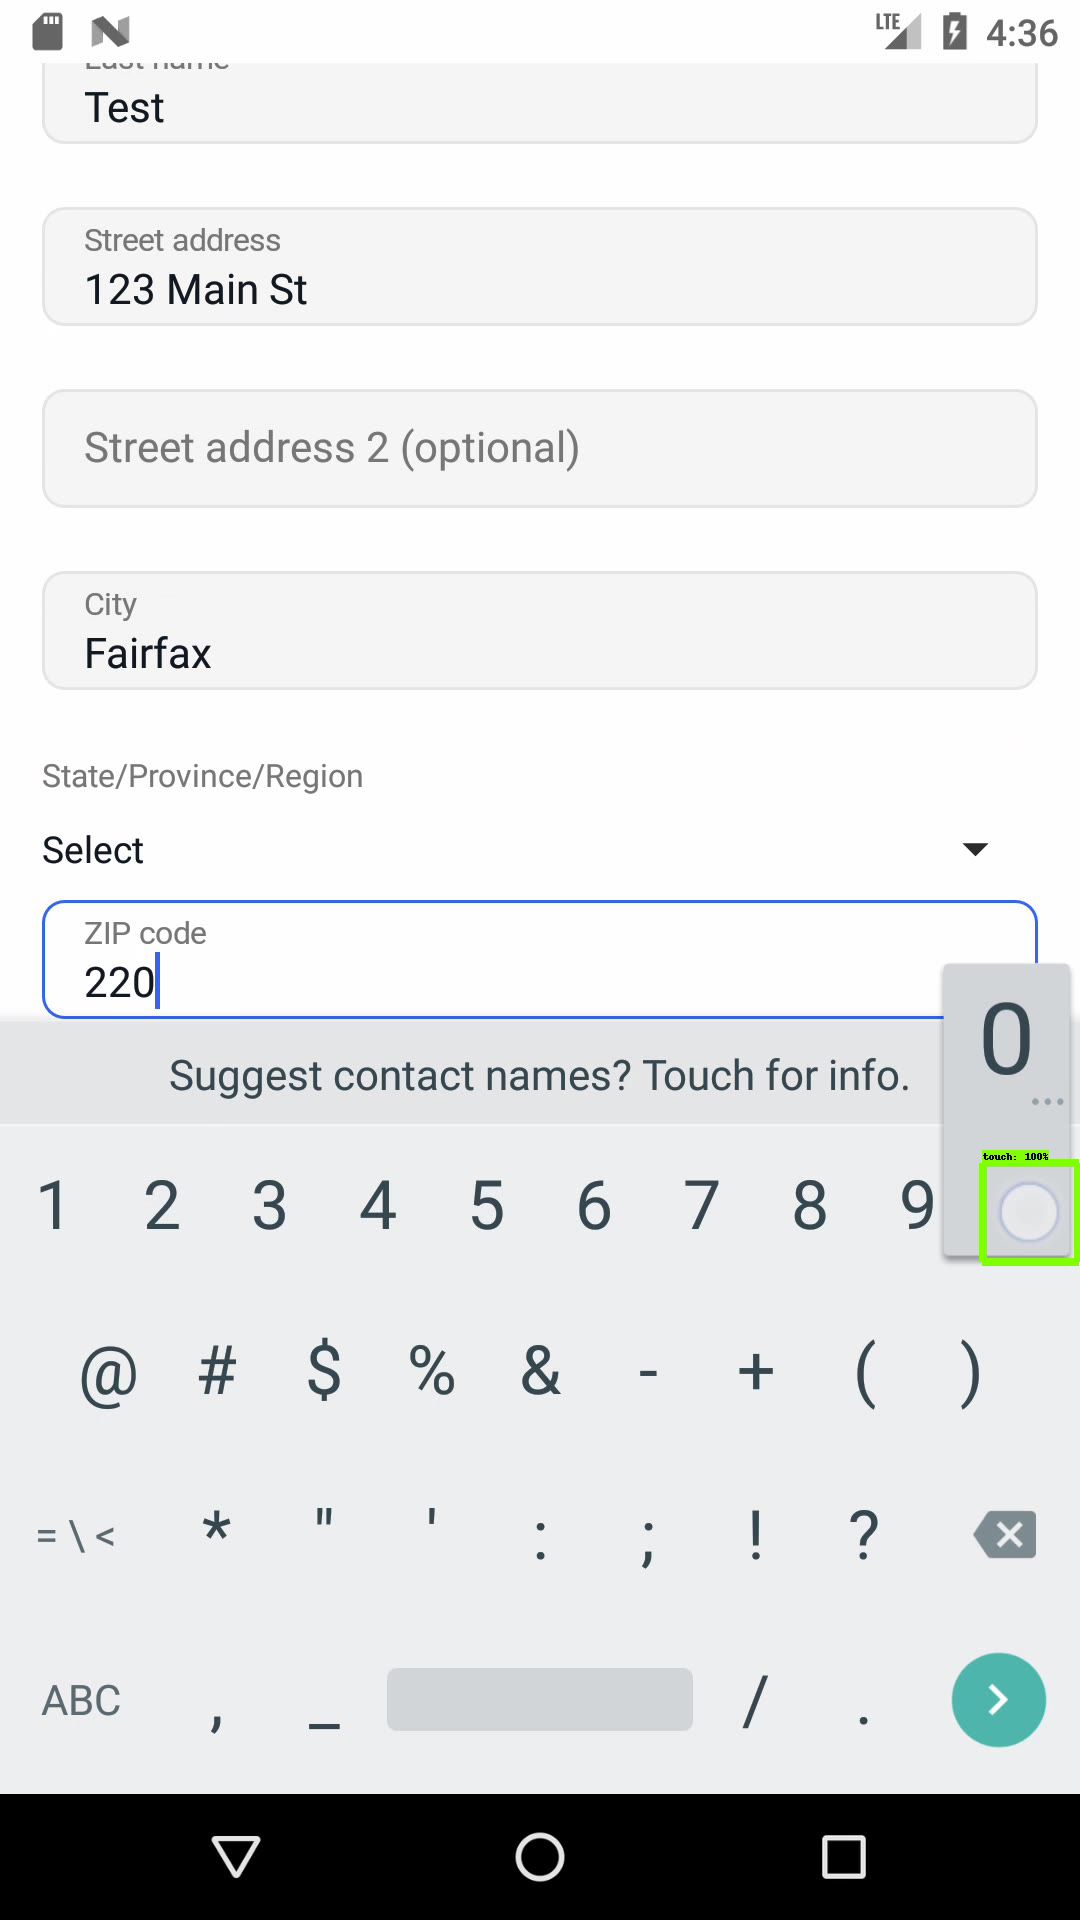 LTE 4:36
Last name
Test
Street address
123 Main St
Street address 2 (optional)
City
Fairfax
State/Province/Region
Select
ZIP code
220
0
Suggest contact names? Touch for info.
...
touch: 100%
1 2 3 4 5 6 7 8 9
@ # $ % & - + ( )
= \ < * " ' : ; ! ?
ABC , _ / .